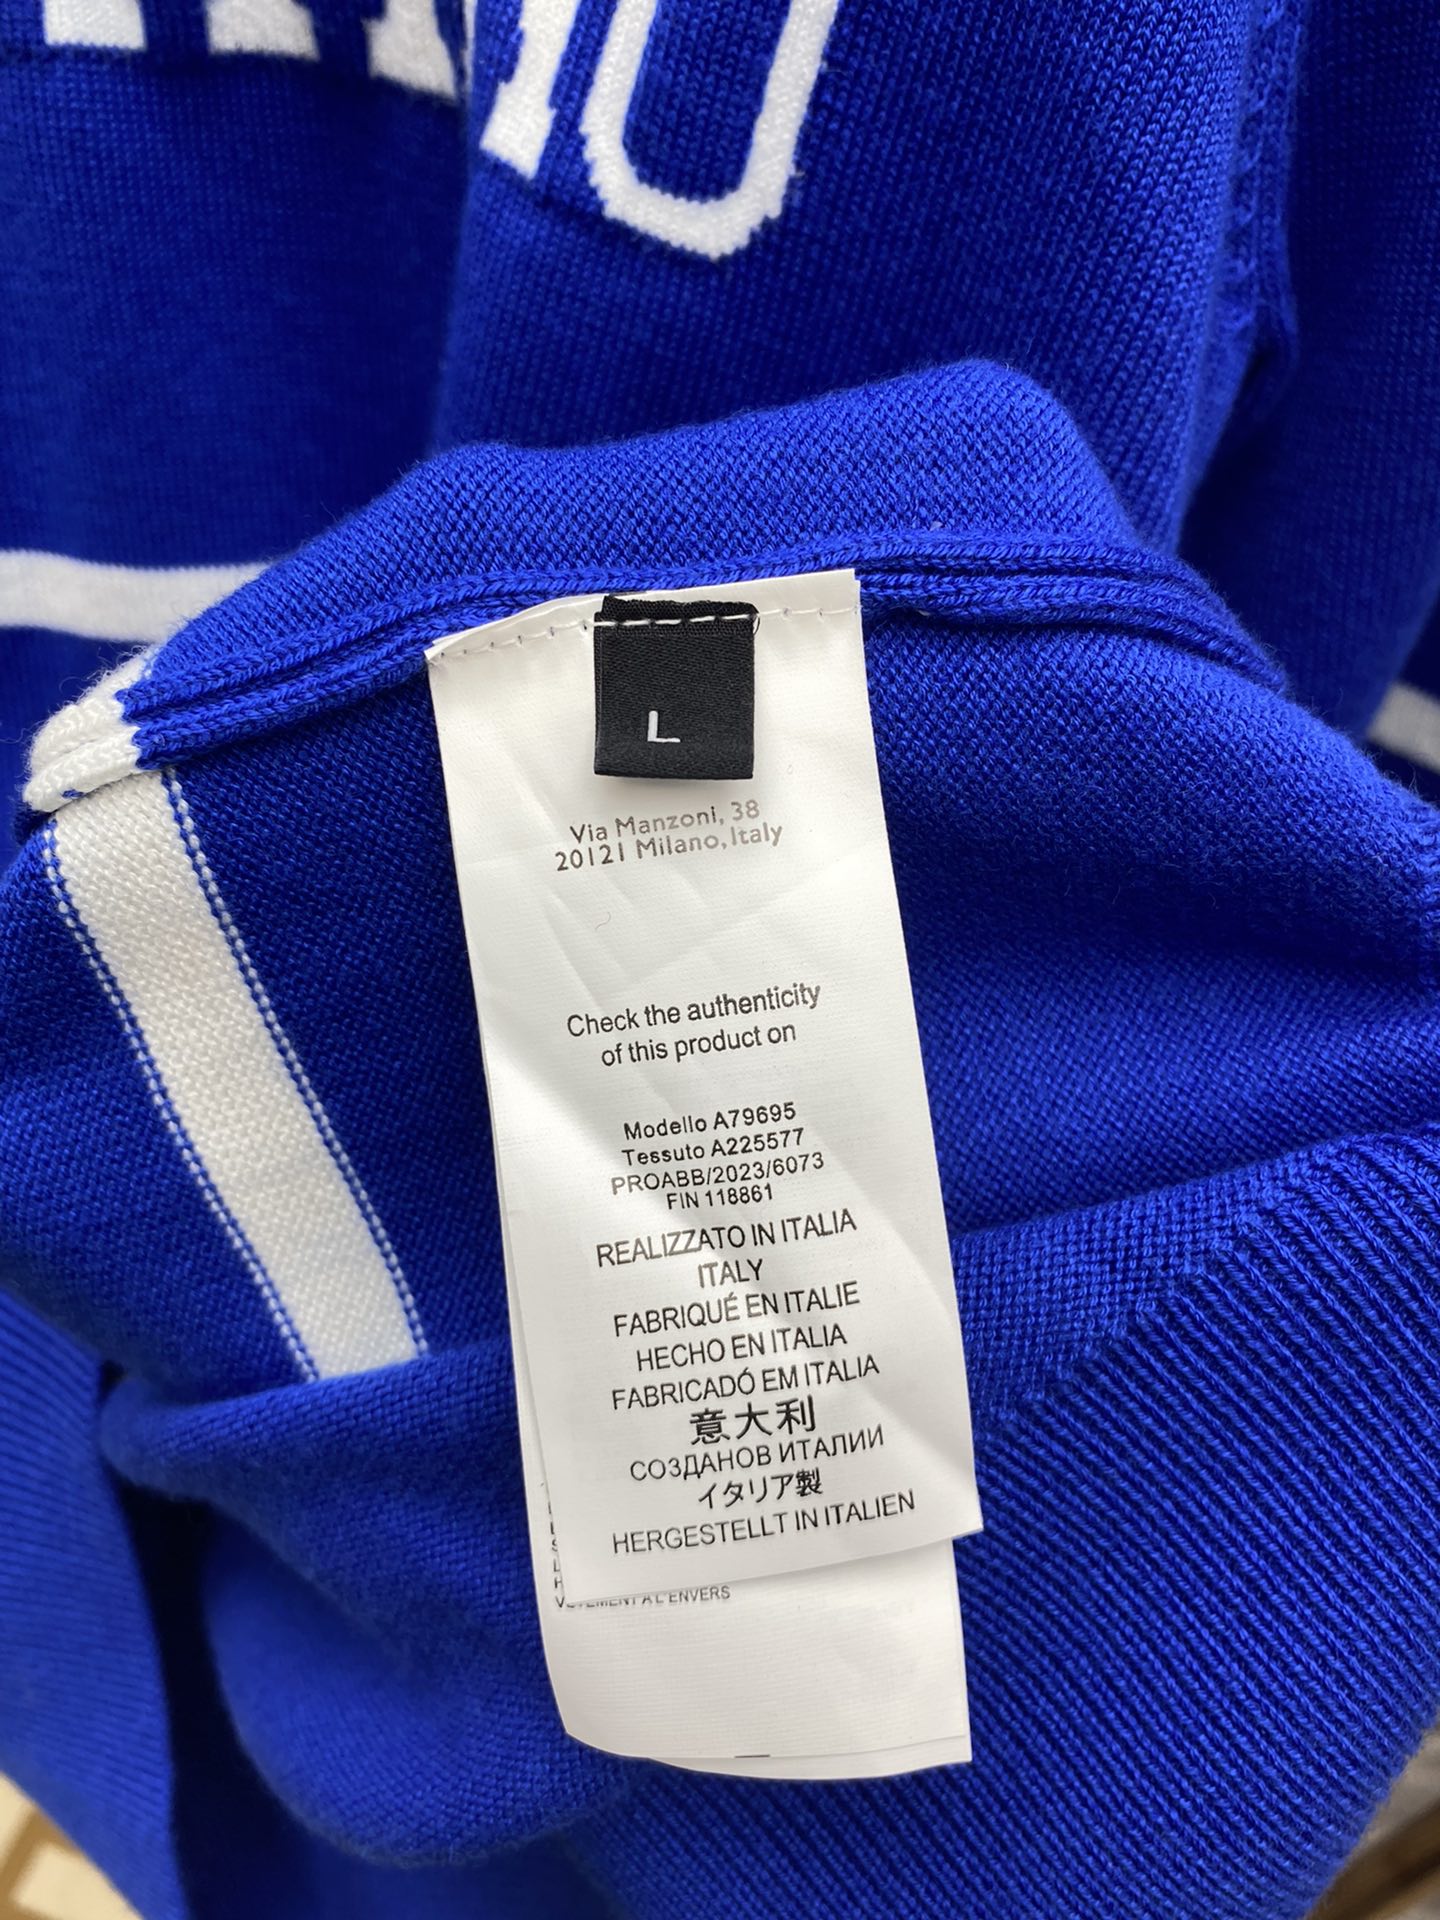 L
Via Manzoni, 38
20121 Milano, Italy
Check the authenticity
of this product on
Modello A79695
Tessuto A225577
PROABB/2023/6073
FIN 118861
REALIZZATO IN ITALIA
ITALY
FABRIQUÉ EN ITALIE
HECHO EN ITALIA
FABRICADÓ EM ITALIA
意大利
СОЗДАНОВ ИТАЛИИ
イタリア製
HERGESTELLT IN ITALIEN
VÊTEMENT A L'ENVERS